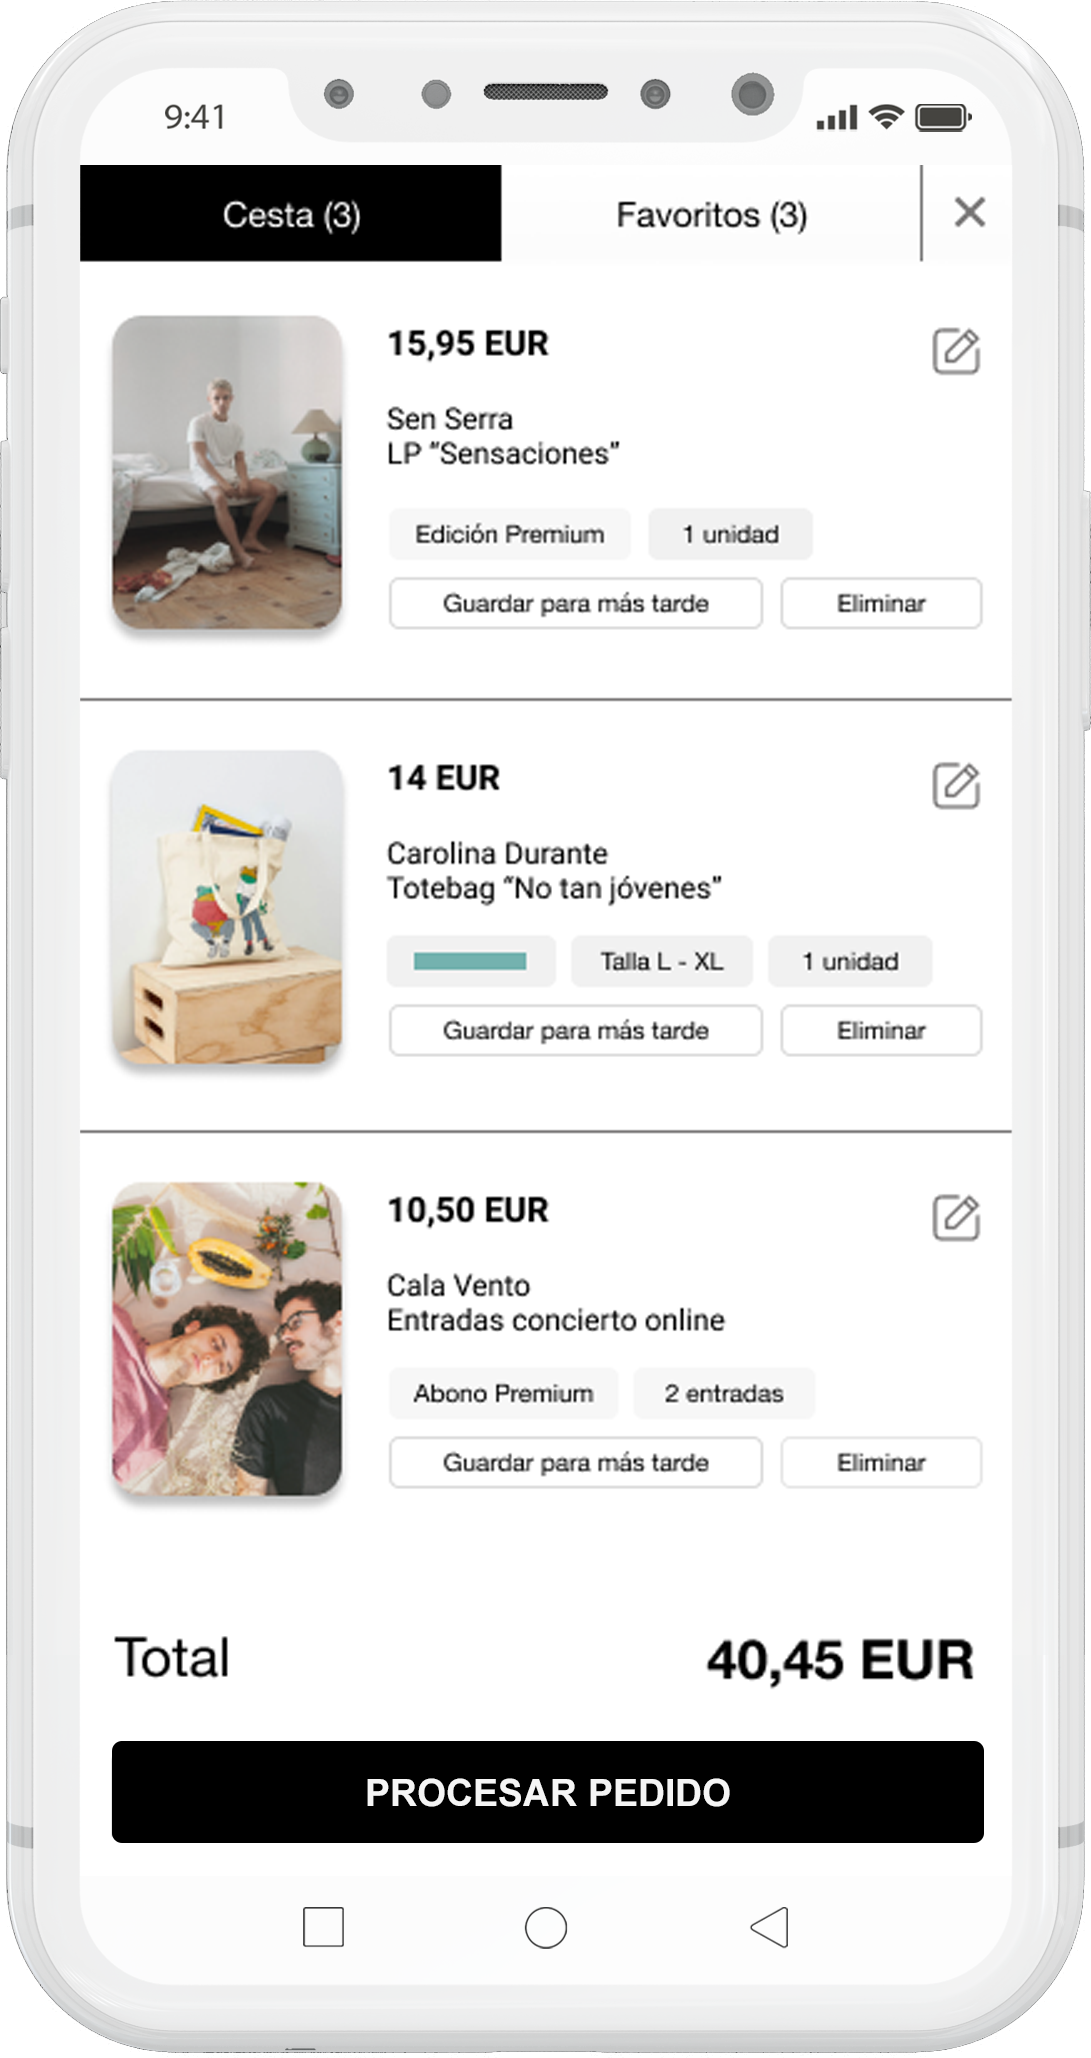 9:41
Cesta (3)
Favoritos (3)
15,95 EUR
Sen Serra
LP “Sensaciones”
Edición Premium
1 unidad
Guardar para más tarde
Eliminar
14 EUR
Carolina Durante
Totebag “No tan jóvenes”
Talla L - XL
1 unidad
Guardar para más tarde
Eliminar
10,50 EUR
Cala Vento
Entradas concierto online
Abono Premium
2 entradas
Guardar para más tarde
Eliminar
Total
40,45 EUR
PROCESAR PEDIDO